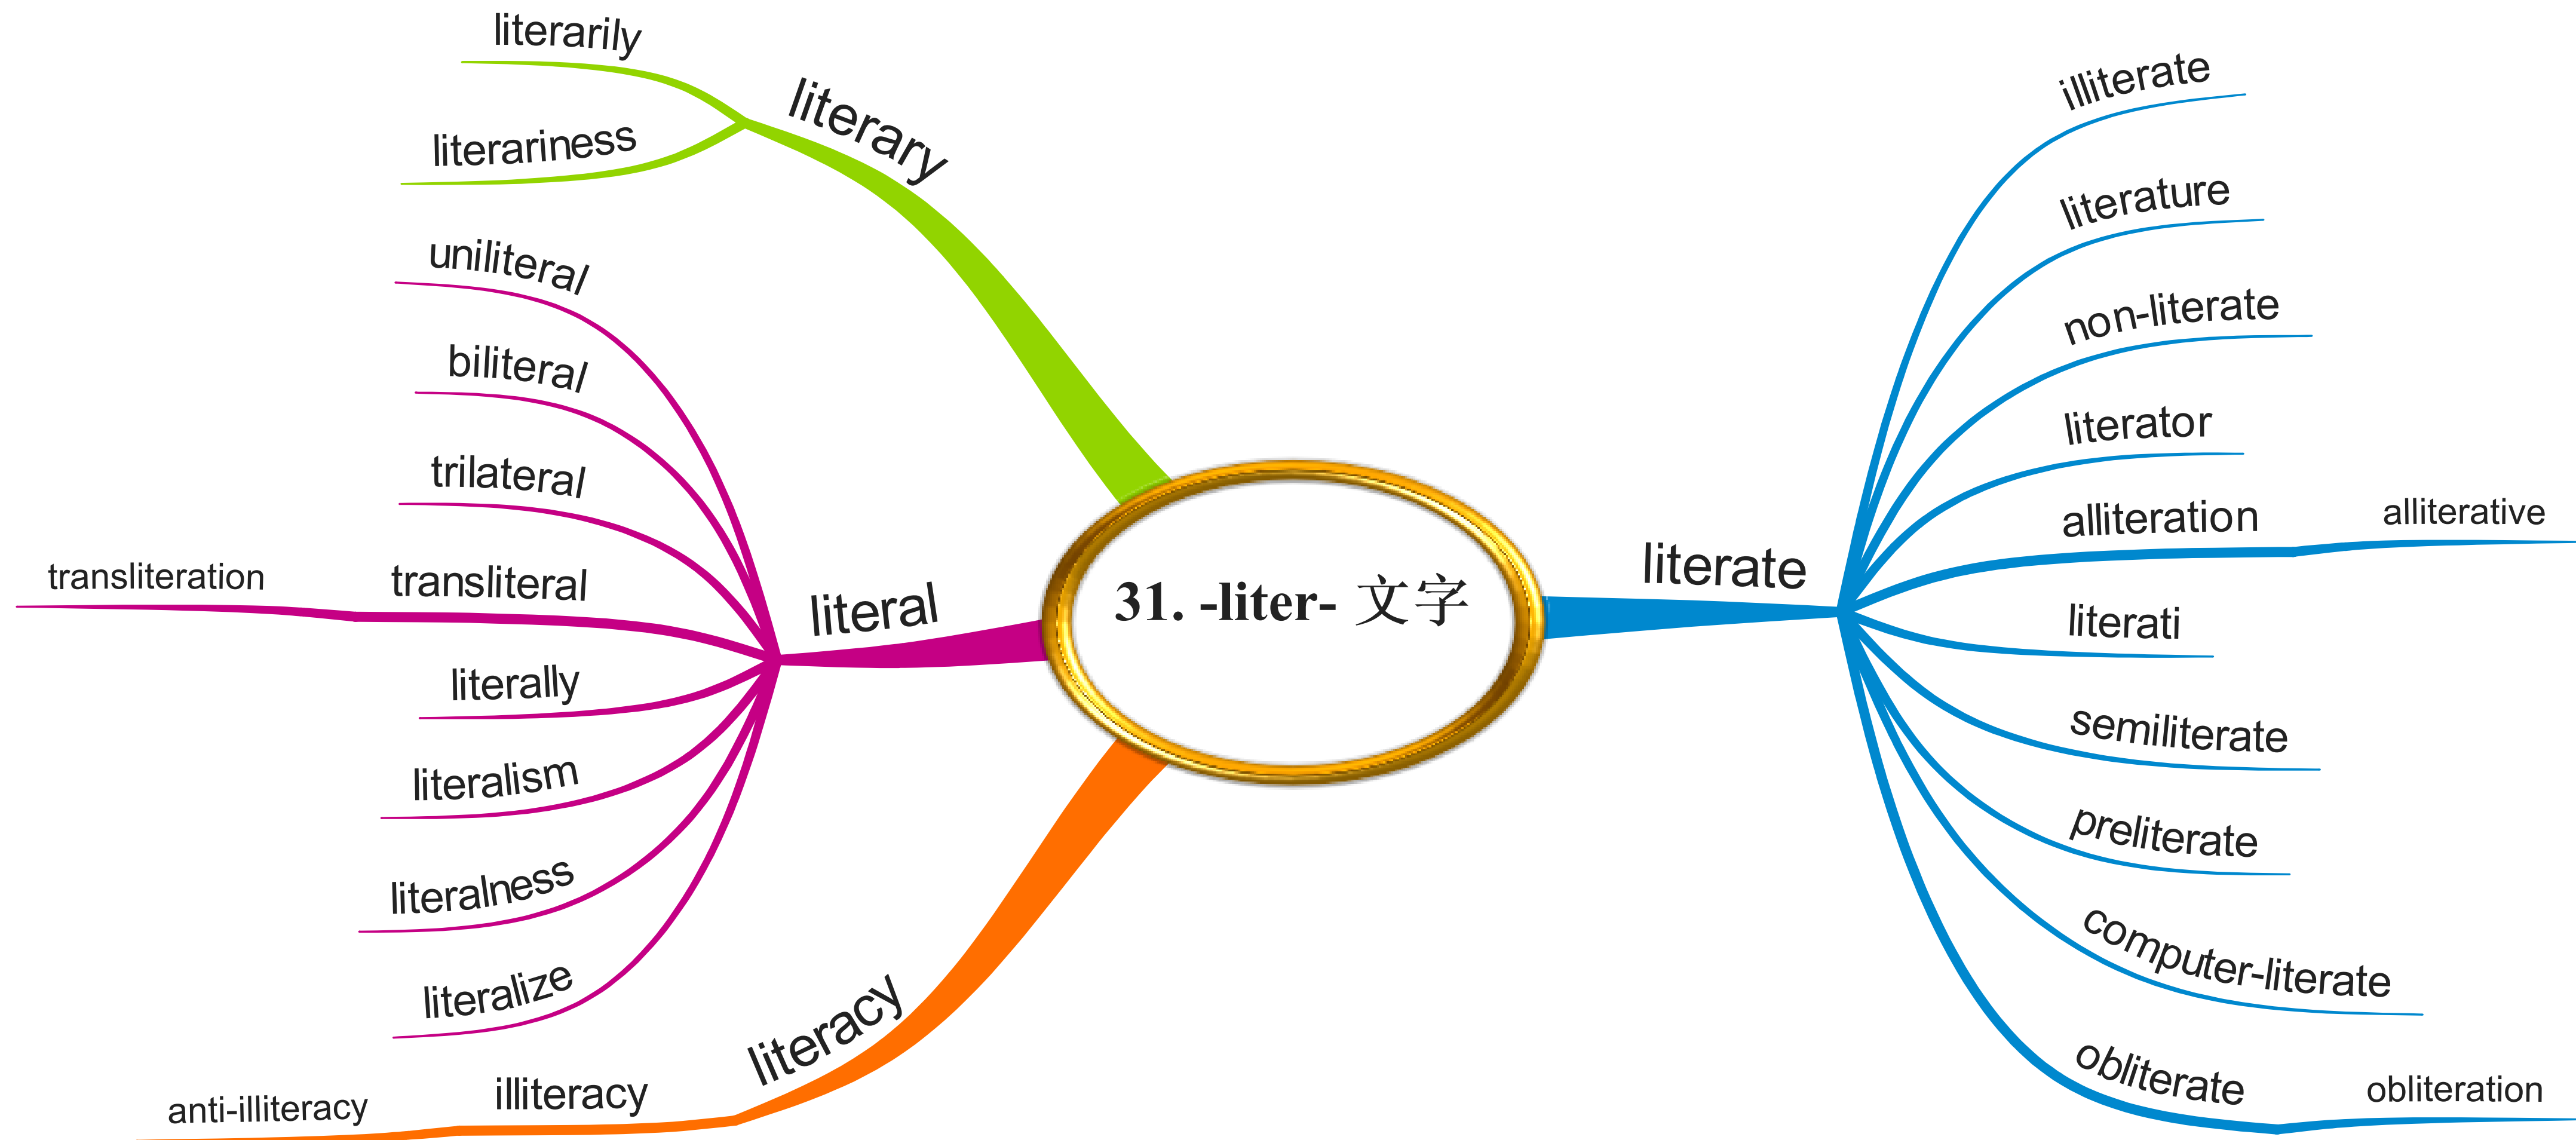 31. -liter- 文字
literate
illiterate
literature
non-literate
literator
alliteration
alliterative
literati
semiliterate
preliterate
computer-literate
obliterate
obliteration
literacy
illiteracy
anti-illiteracy
literal
uniliteral
biliteral
trilateral
transliteral
transliteration
literally
literalism
literalness
literalize
literary
literarily
literariness